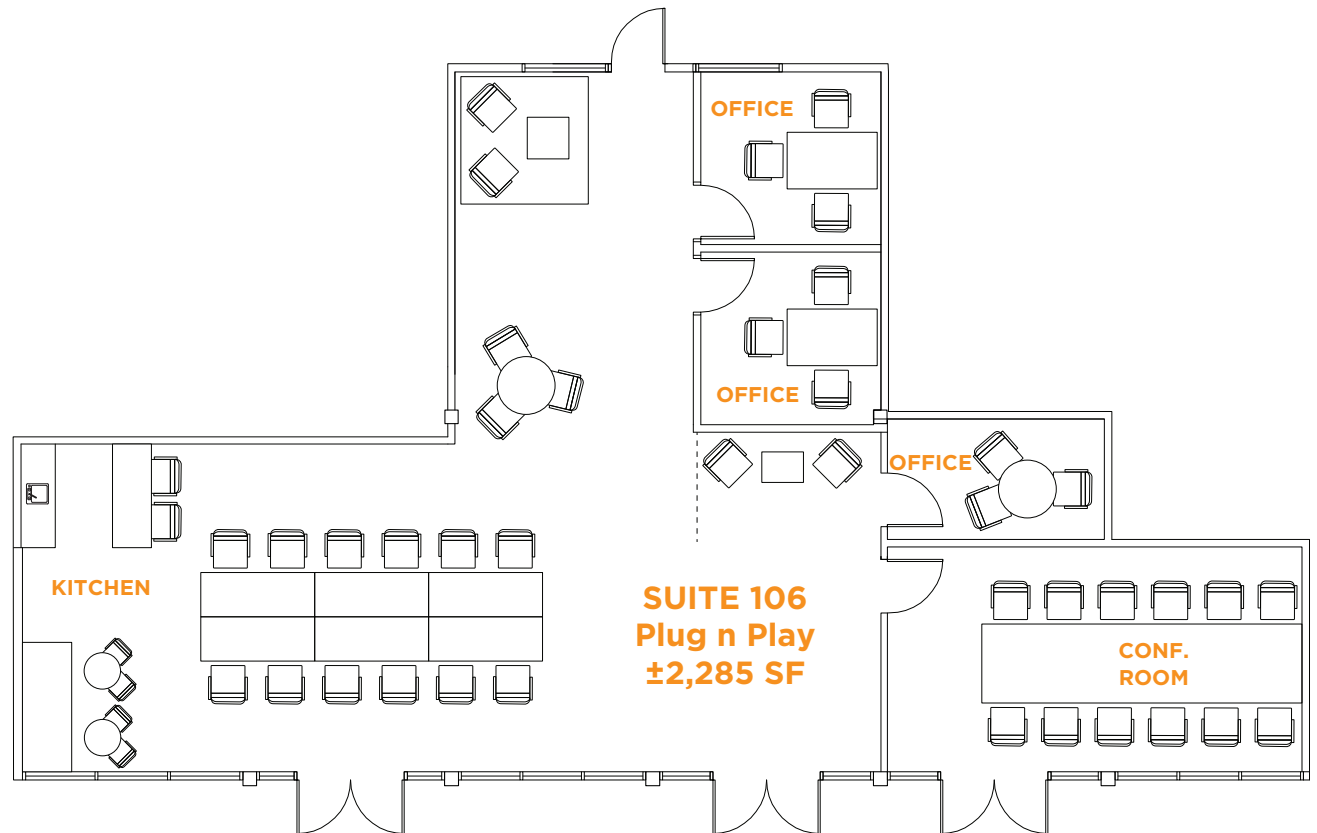 OFFICE
OFFICE
OFFICE
KITCHEN
SUITE 106
Plug n Play
±2,285 SF
CONF.
ROOM